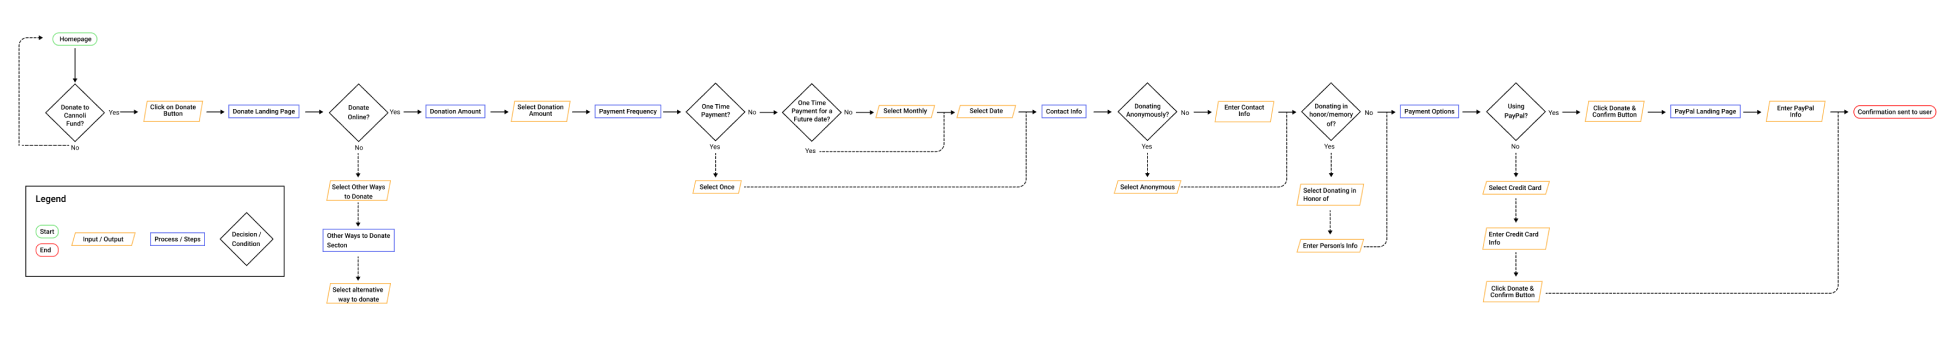 Homepage
Donate to
Cannoli
Fund?
Yes
No
Click on Donate
Button
Donate Landing Page
Donate
Online?
Yes
No
Select Other Ways
to Donate
Other Ways to Donate
Secton
Select alternative
way to donate
Donation Amount
Select Donation
Amount
Payment Frequency
One Time
Payment?
No
Yes
Select Once
One Time
Payment for a
Future date?
No
Yes
Select Monthly
Select Date
Contact Info
Donating
Anonymously?
No
Yes
Select Anonymous
Enter Contact
Info
Donating in
honor/memory
of?
No
Yes
Select Donating in
Honor of
Enter Person's Info
Payment Options
Using
PayPal?
Yes
No
Select Credit Card
Enter Credit Card
Info
Click Donate &
Confirm Button
Click Donate &
Confirm Button
PayPal Landing Page
Enter PayPal
Info
Confirmation sent to user
Legend
Start
End
Input / Output
Process / Steps
Decision /
Condition